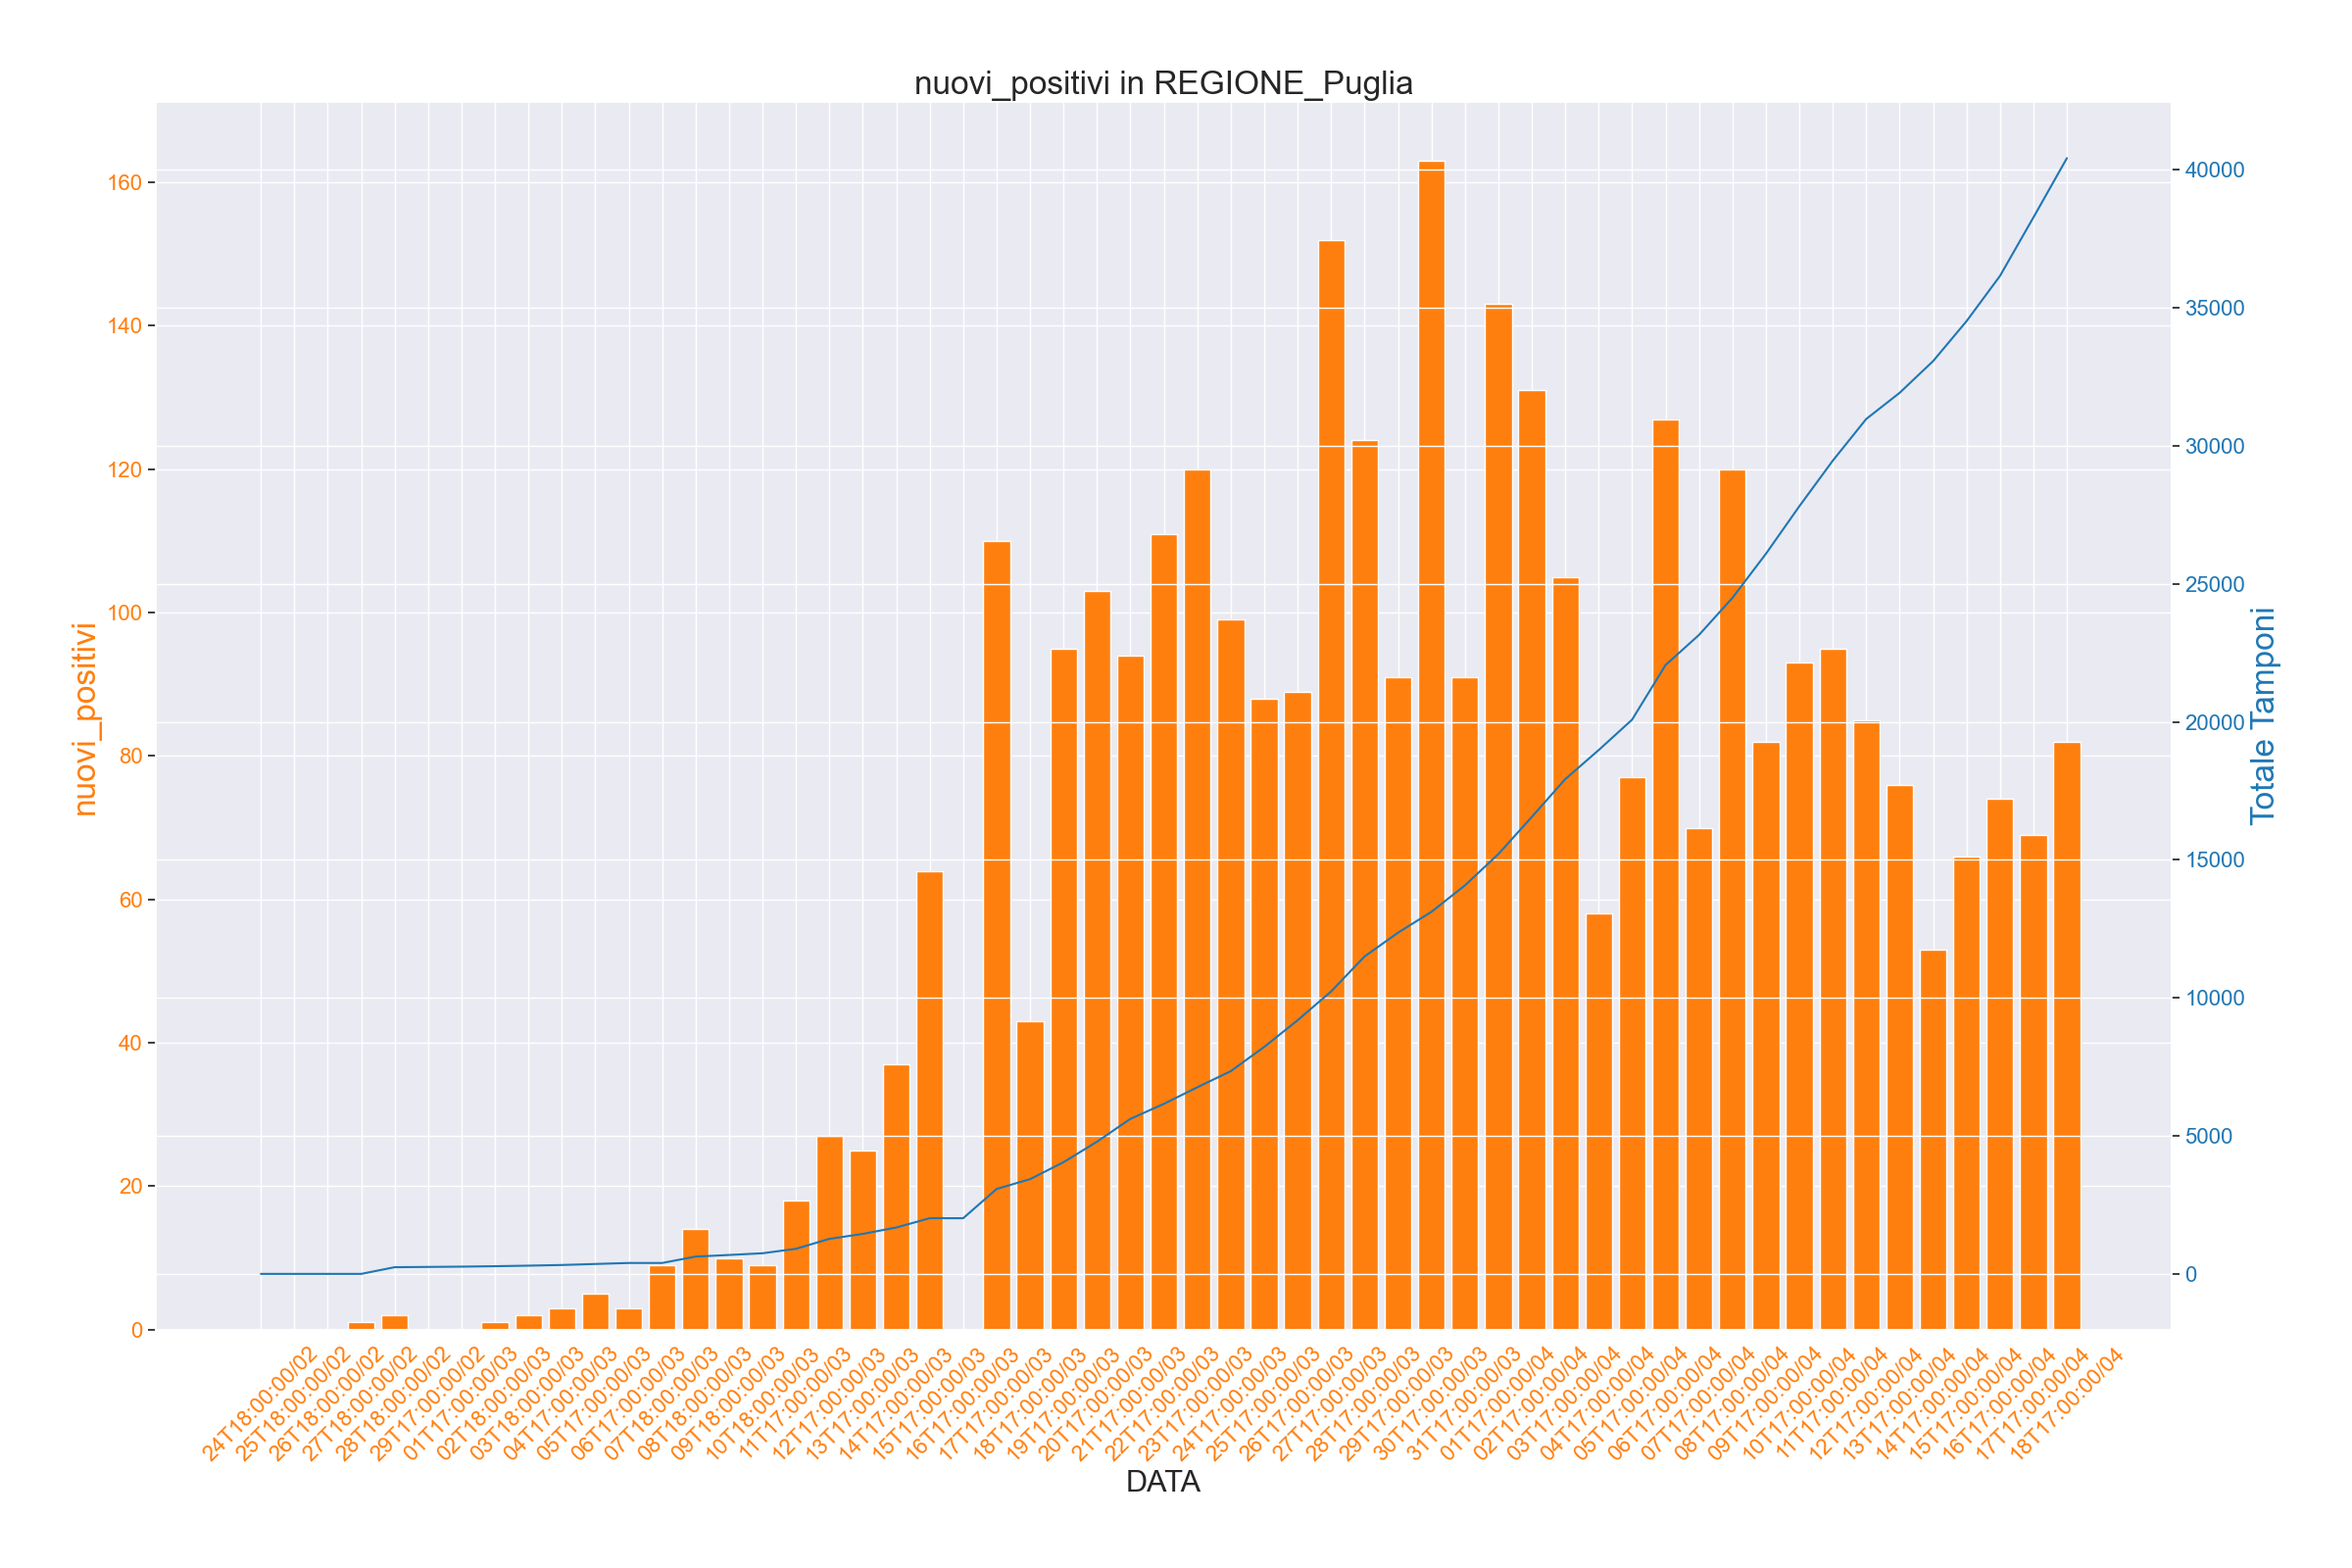 nuovi_positivi in REGIONE_Puglia
160
140
120
100
80
60
40
20
0
nuovi_positivi
40000
35000
30000
25000
20000
15000
10000
5000
0
Totale Tamponi
24T18:00:00/02
25T18:00:00/02
26T18:00:00/02
27T18:00:00/02
28T18:00:00/02
29T17:00:00/02
01T17:00:00/03
02T18:00:00/03
03T18:00:00/03
04T17:00:00/03
05T17:00:00/03
06T17:00:00/03
07T18:00:00/03
08T18:00:00/03
09T18:00:00/03
10T18:00:00/03
11T17:00:00/03
12T17:00:00/03
13T17:00:00/03
14T17:00:00/03
15T17:00:00/03
16T17:00:00/03
17T17:00:00/03
18T17:00:00/03
19T17:00:00/03
20T17:00:00/03
21T17:00:00/03
22T17:00:00/03
23T17:00:00/03
24T17:00:00/03
25T17:00:00/03
26T17:00:00/03
27T17:00:00/03
28T17:00:00/03
29T17:00:00/03
30T17:00:00/03
31T17:00:00/03
01T17:00:00/04
02T17:00:00/04
03T17:00:00/04
04T17:00:00/04
05T17:00:00/04
06T17:00:00/04
07T17:00:00/04
08T17:00:00/04
09T17:00:00/04
10T17:00:00/04
11T17:00:00/04
12T17:00:00/04
13T17:00:00/04
14T17:00:00/04
15T17:00:00/04
16T17:00:00/04
17T17:00:00/04
18T17:00:00/04
DATA